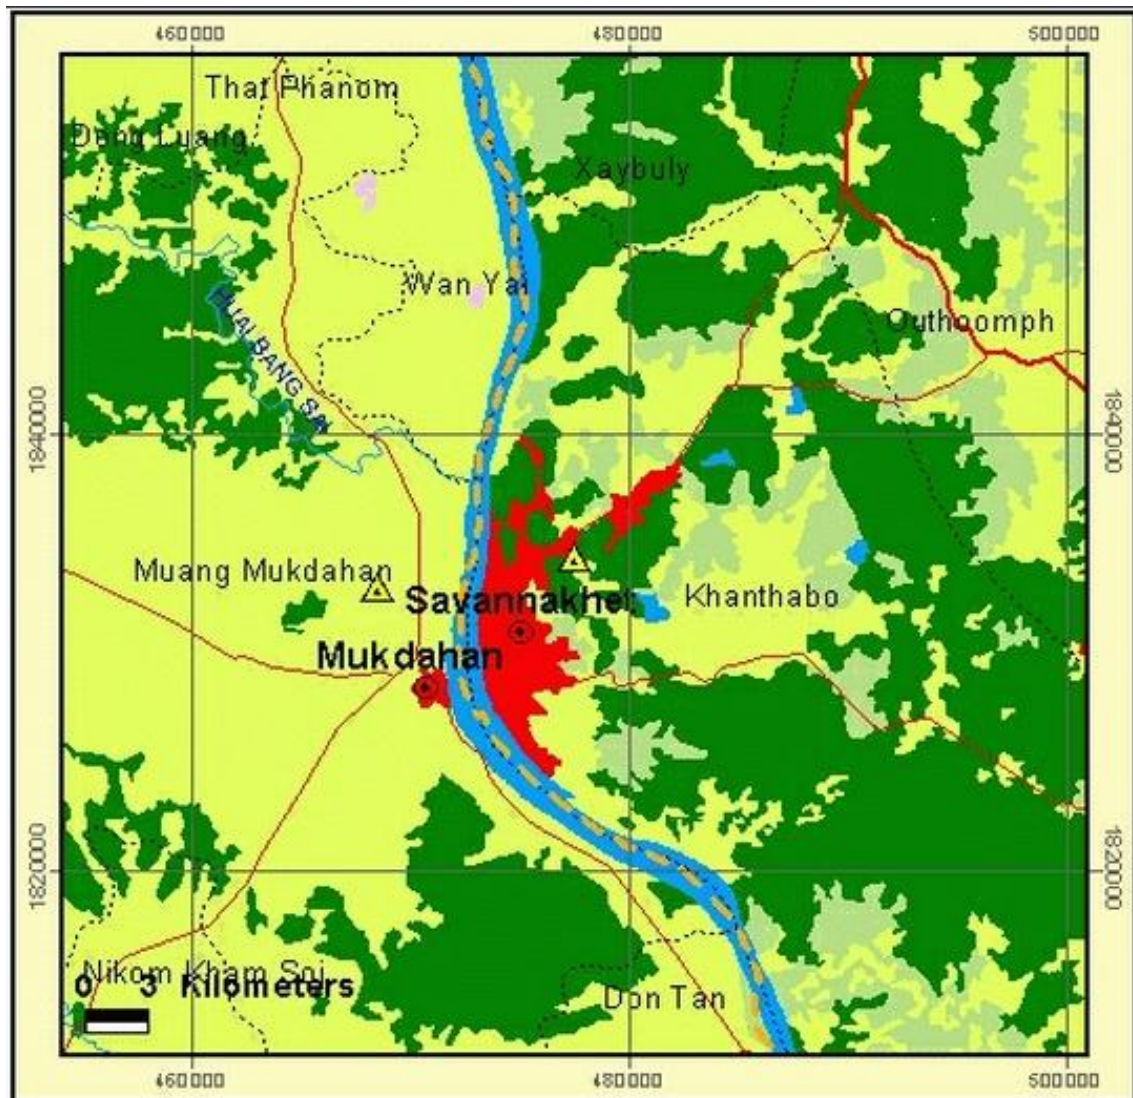 460000 480000 500000
That Phanom
Dong Luang
Xaybuly
Wan Yai
HUAI BANG SAI
Outhoomph
1840000 1840000
Muang Mukdahan
Savannakhet
Khanthabo
Mukdahan
1820000 1820000
Nikom Kham Soi
0 3 Kilometers
Don Tan
460000 480000 500000